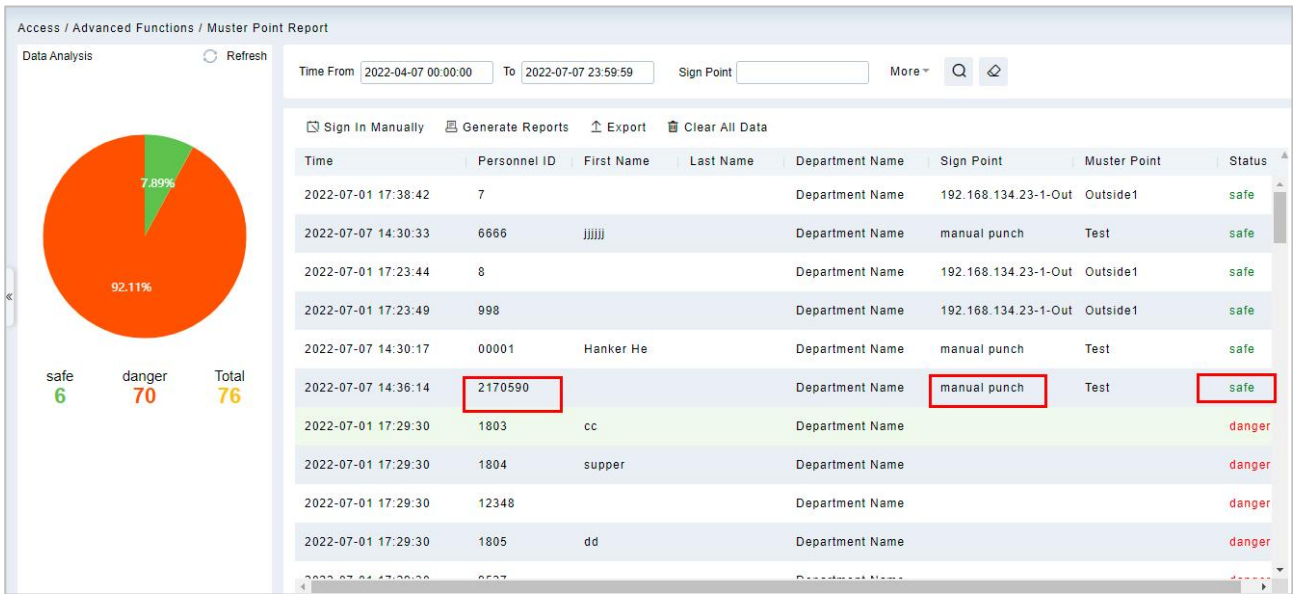 Access / Advanced Functions / Muster Point Report
Data Analysis Refresh
Time From 2022-04-07 00:00:00 To 2022-07-07 23:59:59 Sign Point More
Sign In Manually Generate Reports Export Clear All Data
Time Personnel ID First Name Last Name Department Name Sign Point Muster Point Status
2022-07-01 17:38:42 7 Department Name 192.168.134.23-1-Out Outside1 safe
2022-07-07 14:30:33 6666 jjjjjj Department Name manual punch Test safe
2022-07-01 17:23:44 8 Department Name 192.168.134.23-1-Out Outside1 safe
2022-07-01 17:23:49 998 Department Name 192.168.134.23-1-Out Outside1 safe
2022-07-07 14:30:17 00001 Hanker He Department Name manual punch Test safe
2022-07-07 14:36:14 2170590 Department Name manual punch Test safe
2022-07-01 17:29:30 1803 cc Department Name danger
2022-07-01 17:29:30 1804 supper Department Name danger
2022-07-01 17:29:30 12348 Department Name danger
2022-07-01 17:29:30 1805 dd Department Name danger
7.89%
92.11%
safe danger Total
6 70 76